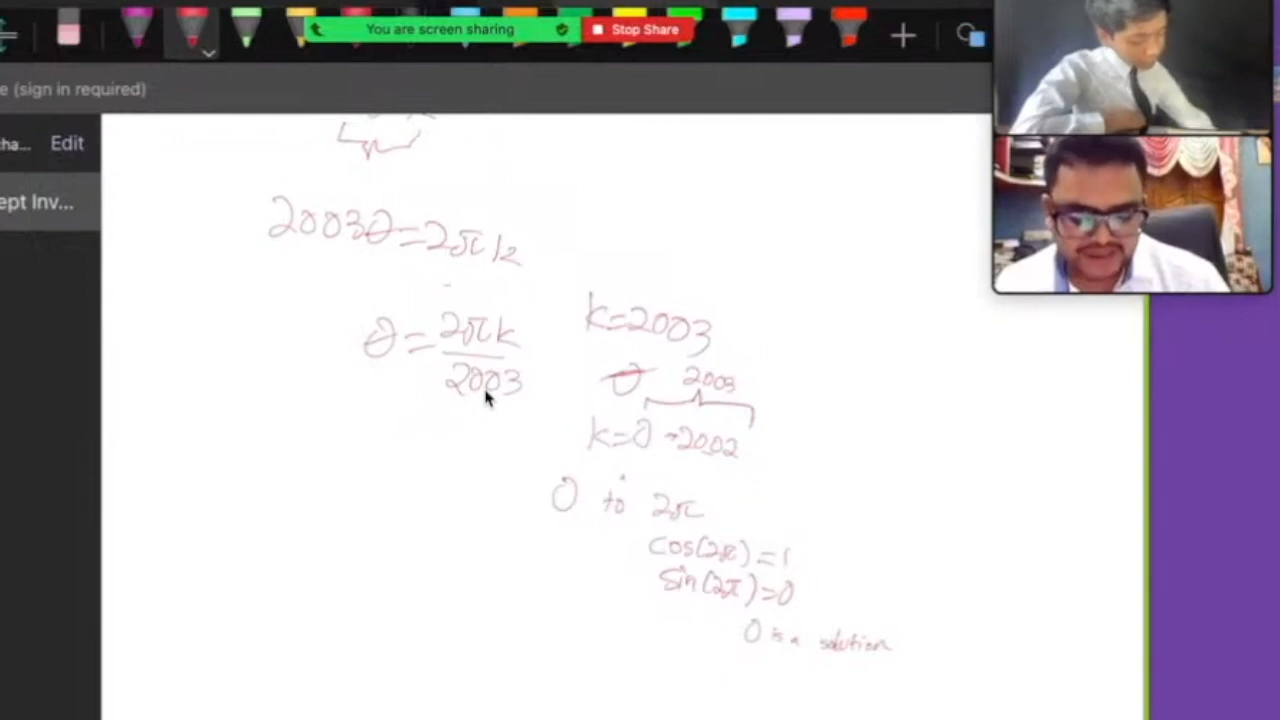 You are screen sharing
Stop Share
e (sign in required)
cha... Edit
ept Inv...
2003θ=2πk
θ=2πk/2003
k=2003
θ 2003
k=0-2002
0 to 2π
cos(2π)=1
sin(2π)=0
0 is a solution